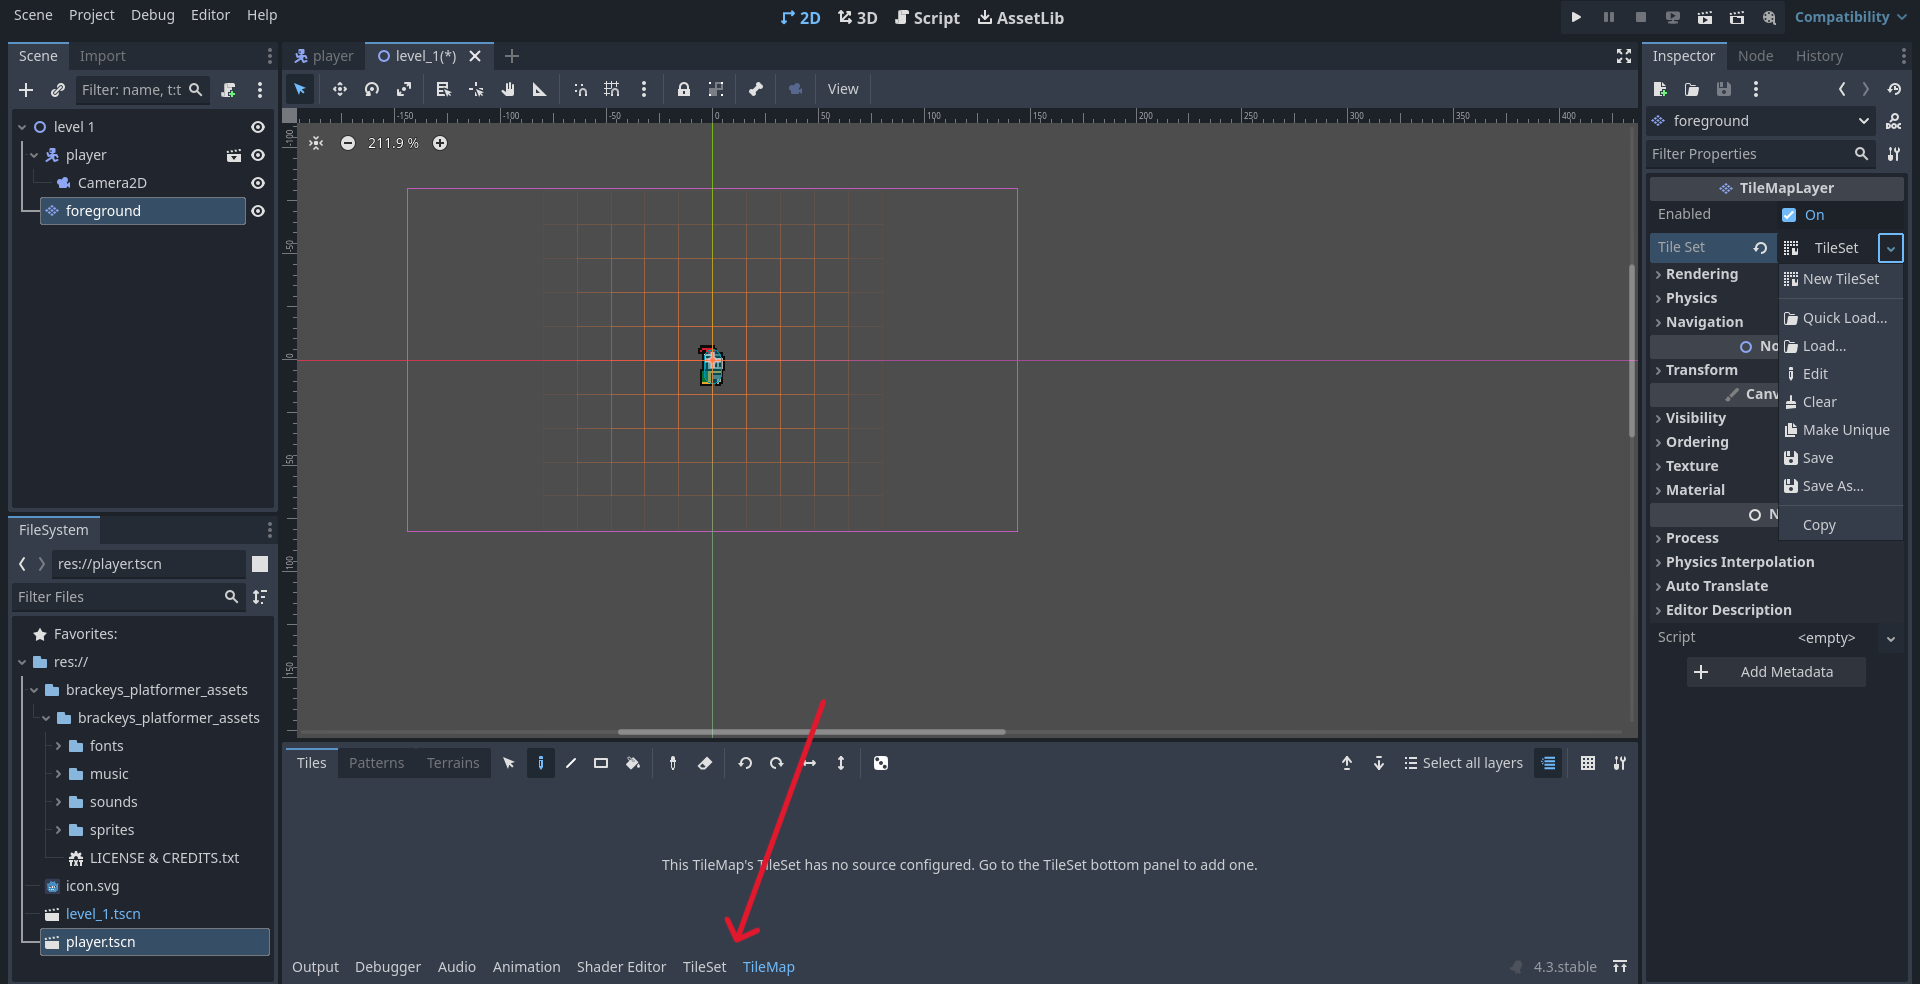 Scene Project Debug Editor Help
2D 3D Script AssetLib
Compatibility
Scene Import
Filter: name, t:t
level 1
player
Camera2D
foreground
FileSystem
res://player.tscn
Filter Files
Favorites:
res://
brackeys_platformer_assets
brackeys_platformer_assets
fonts
music
sounds
sprites
LICENSE & CREDITS.txt
icon.svg
level_1.tscn
player.tscn
player level_1(*)
View
-150 -100 -50 0 50 100 150 200 250 300 350 400
-100
-50
0
50
100
150
211.9 %
Tiles Patterns Terrains
Select all layers
This TileMap's TileSet has no source configured. Go to the TileSet bottom panel to add one.
Output Debugger Audio Animation Shader Editor TileSet TileMap
4.3.stable
Inspector Node History
foreground
Filter Properties
TileMapLayer
Enabled On
Tile Set TileSet
Rendering
Physics
Navigation
No
Transform
Canv
Visibility
Ordering
Texture
Material
N
Process
Physics Interpolation
Auto Translate
Editor Description
Script <empty>
Add Metadata
New TileSet
Quick Load...
Load...
Edit
Clear
Make Unique
Save
Save As...
Copy